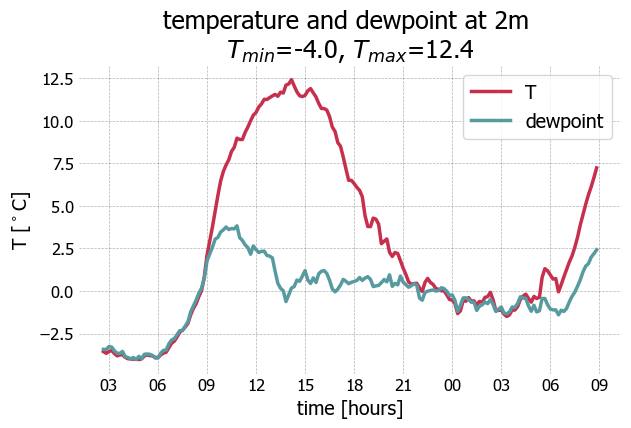 temperature and dewpoint at 2m
T_min=-4.0, T_max=12.4
T
dewpoint
12.5
10.0
7.5
5.0
2.5
0.0
−2.5
T [°C]
03 06 09 12 15 18 21 00 03 06 09
time [hours]